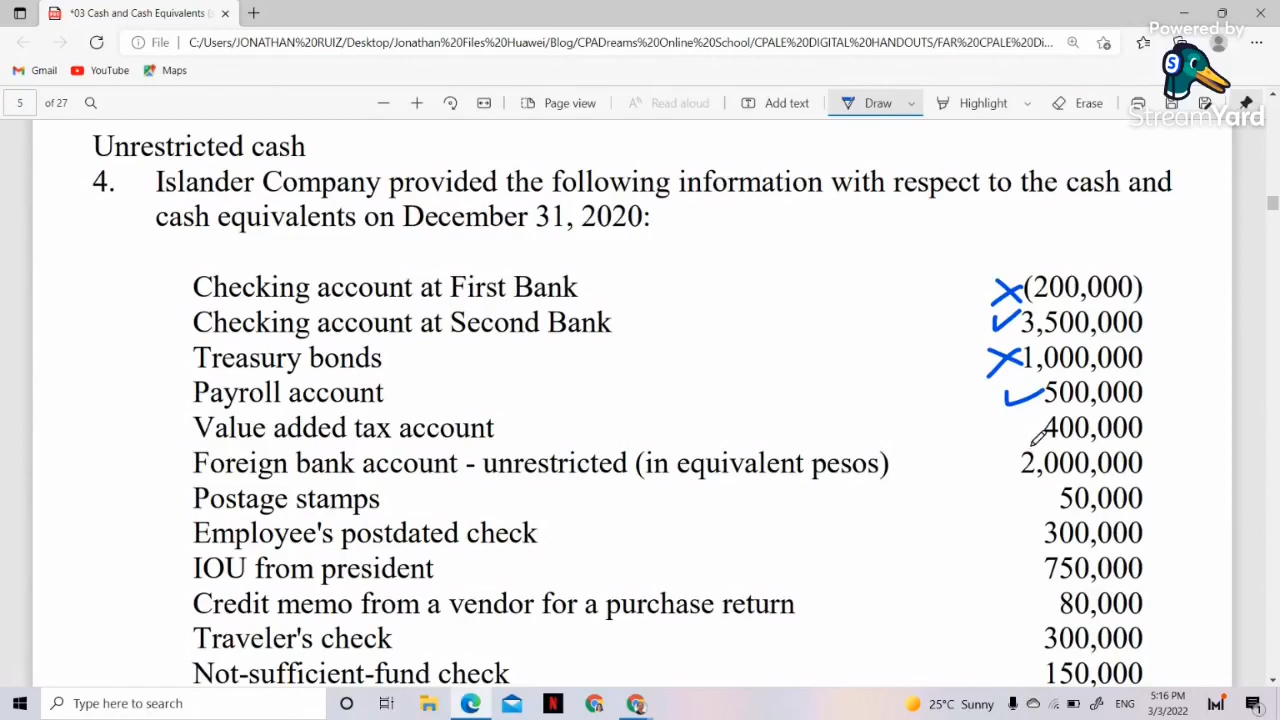 *03 Cash and Cash Equivalents [s
Powered by
File
C:/Users/JONATHAN%20RUIZ/Desktop/Jonathan%20Files%20Huawei/Blog/CPADreams%20Online%20School/CPALE%20DIGITAL%20HANDOUTS/FAR%20CPALE%20Di...
Gmail YouTube Maps
StreamYard
5 of 27 Page view Read aloud Add text Draw Highlight Erase
Unrestricted cash
4. Islander Company provided the following information with respect to the cash and
cash equivalents on December 31, 2020:
Checking account at First Bank (200,000)
Checking account at Second Bank 3,500,000
Treasury bonds 1,000,000
Payroll account 500,000
Value added tax account 400,000
Foreign bank account - unrestricted (in equivalent pesos) 2,000,000
Postage stamps 50,000
Employee's postdated check 300,000
IOU from president 750,000
Credit memo from a vendor for a purchase return 80,000
Traveler's check 300,000
Not-sufficient-fund check 150,000
Type here to search
25°C Sunny
ENG
5:16 PM
3/3/2022